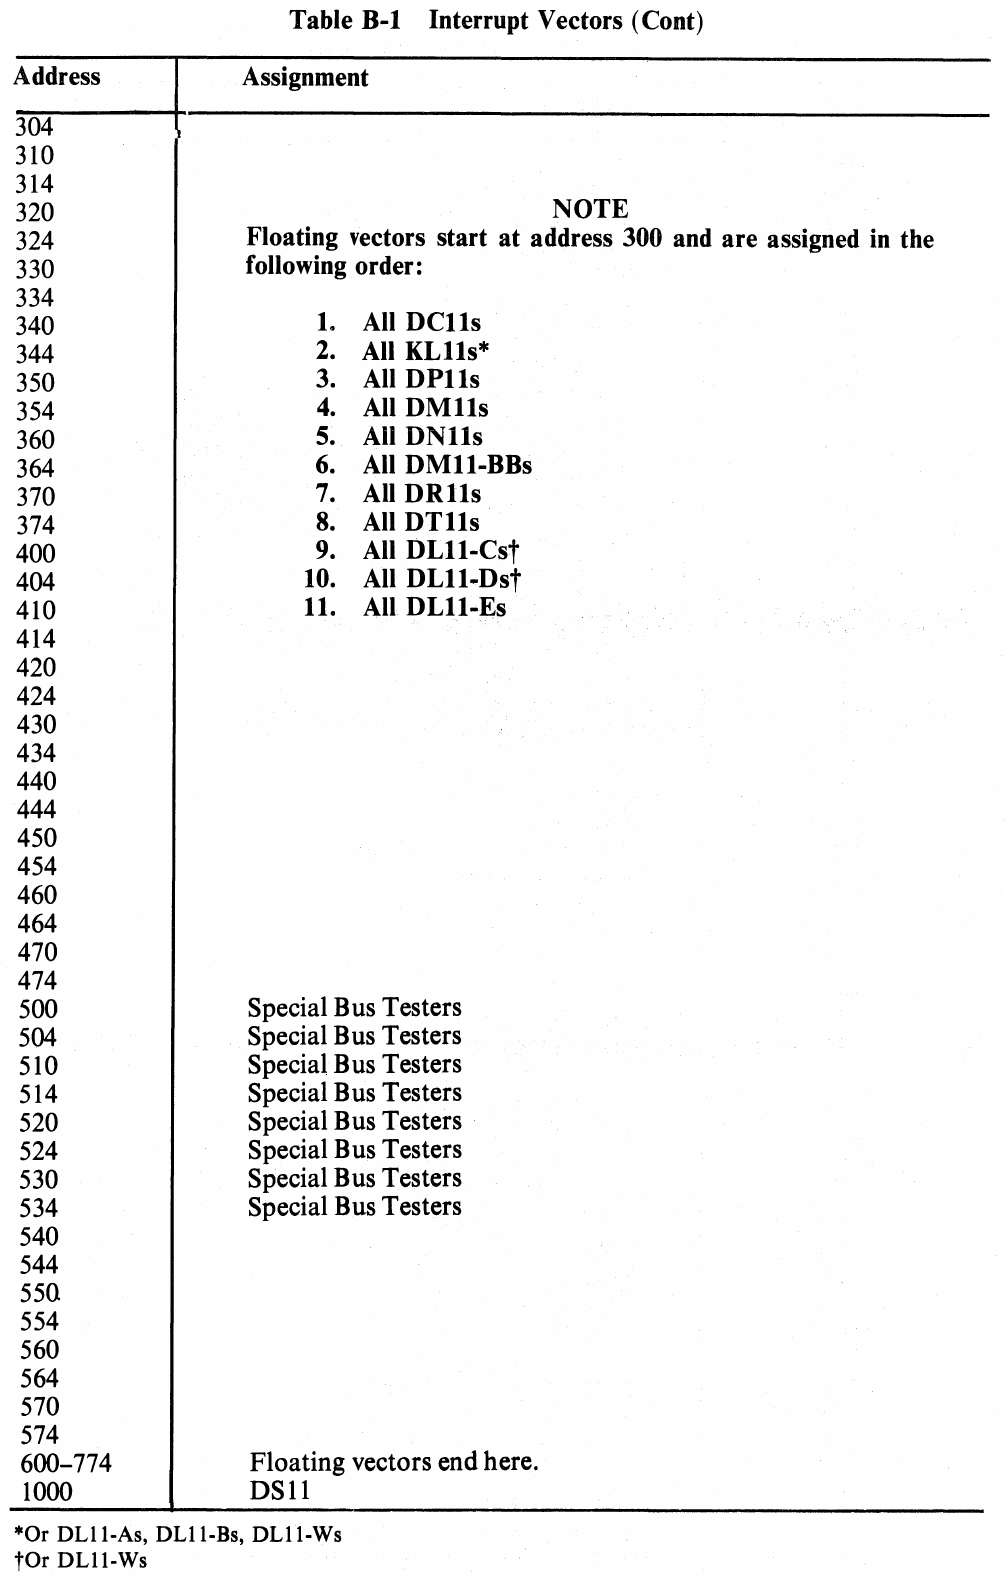 Table B-1 Interrupt Vectors (Cont)
Address Assignment
304
310
314
320 NOTE
324 Floating vectors start at address 300 and are assigned in the
330 following order:
334
340 1. All DC11s
344 2. All KL11s*
350 3. All DP11s
354 4. All DM11s
360 5. All DN11s
364 6. All DM11-BBs
370 7. All DR11s
374 8. All DT11s
400 9. All DL11-Cs†
404 10. All DL11-Ds†
410 11. All DL11-Es
414
420
424
430
434
440
444
450
454
460
464
470
474
500 Special Bus Testers
504 Special Bus Testers
510 Special Bus Testers
514 Special Bus Testers
520 Special Bus Testers
524 Special Bus Testers
530 Special Bus Testers
534 Special Bus Testers
540
544
550
554
560
564
570
574
600–774 Floating vectors end here.
1000 DS11
*Or DL11-As, DL11-Bs, DL11-Ws
†Or DL11-Ws